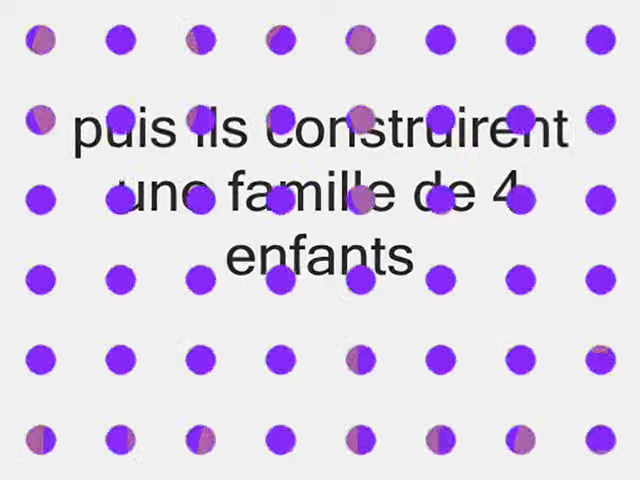 puis ils construirent
une famille de 4
enfants